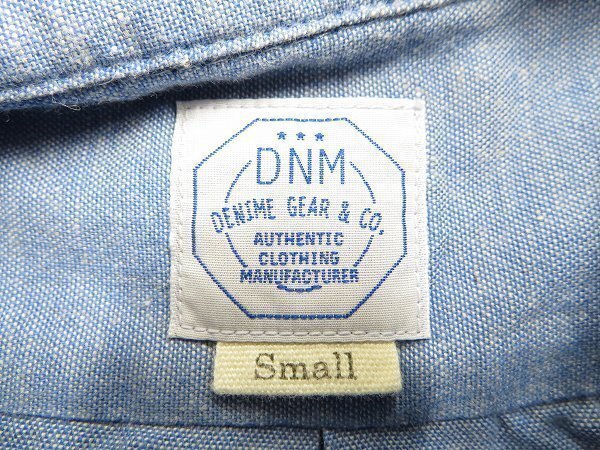 ★★★
DNM
DENIME GEAR & CO.
AUTHENTIC
CLOTHING
MANUFACTURER
Small